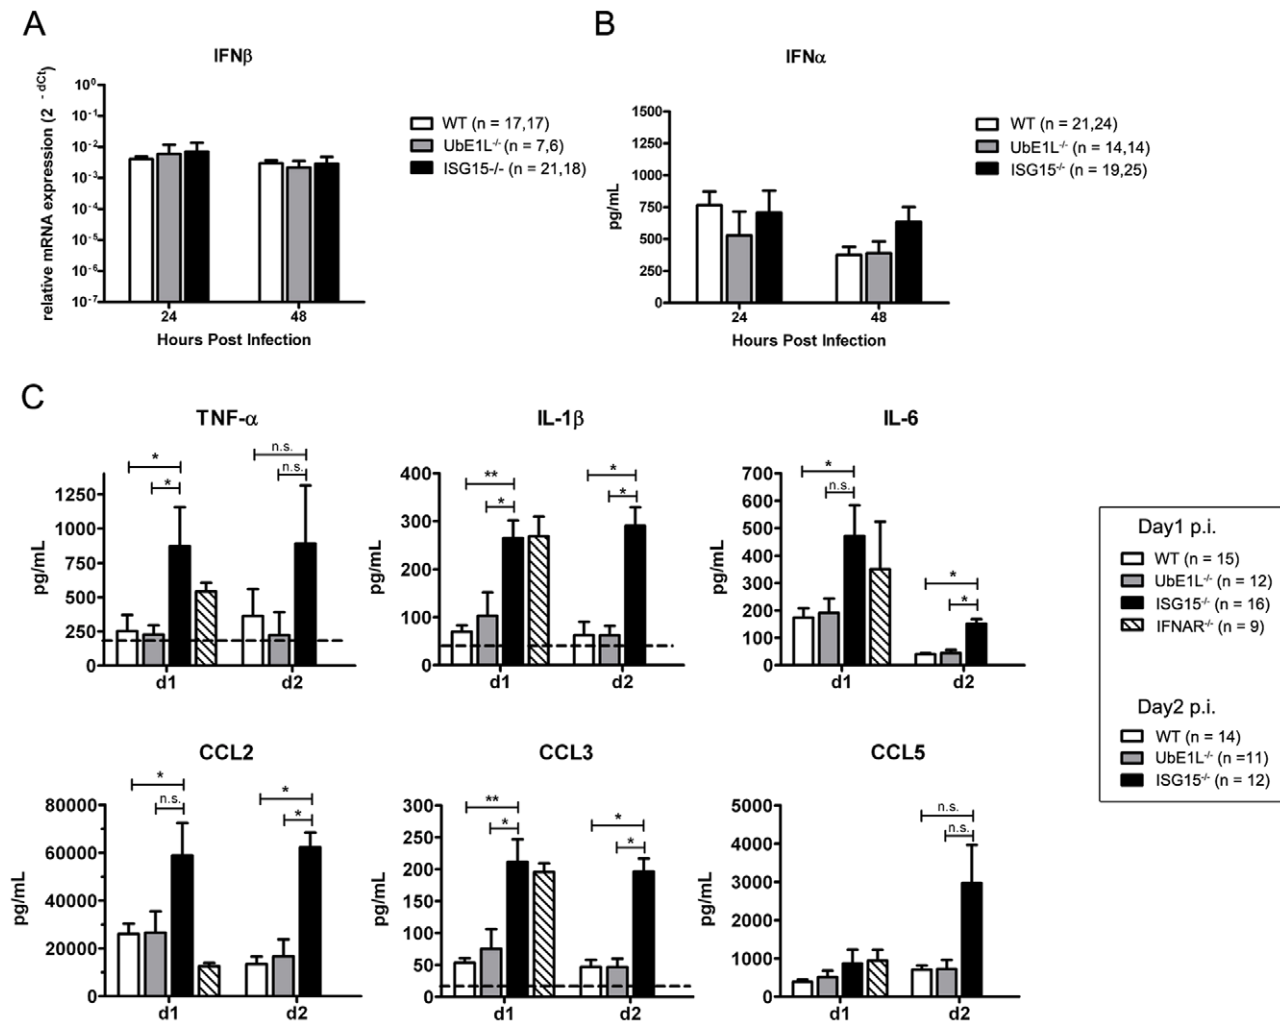 A
IFNβ
relative mRNA expression (2^-dCt)
10^0
10^-1
10^-2
10^-3
10^-4
10^-5
10^-6
10^-7
24
48
Hours Post Infection
WT (n = 17,17)
UbE1L-/- (n = 7,6)
ISG15-/- (n = 21,18)
B
IFNα
pg/mL
1500
1250
1000
750
500
250
0
24
48
Hours Post Infection
WT (n = 21,24)
UbE1L-/- (n = 14,14)
ISG15-/- (n = 19,25)
C
TNF-α
pg/mL
1250
1000
750
500
250
0
*
*
n.s.
n.s.
d1
d2
IL-1β
pg/mL
400
300
200
100
0
**
*
*
*
d1
d2
IL-6
pg/mL
700
600
500
400
300
200
100
0
*
n.s.
*
*
d1
d2
Day1 p.i.
WT (n = 15)
UbE1L-/- (n = 12)
ISG15-/- (n = 16)
IFNAR-/- (n = 9)
Day2 p.i.
WT (n = 14)
UbE1L-/- (n =11)
ISG15-/- (n = 12)
CCL2
pg/mL
80000
60000
40000
20000
0
*
n.s.
*
*
d1
d2
CCL3
pg/mL
300
250
200
150
100
50
0
**
*
*
*
d1
d2
CCL5
pg/mL
5000
4000
3000
2000
1000
0
n.s.
n.s.
d1
d2